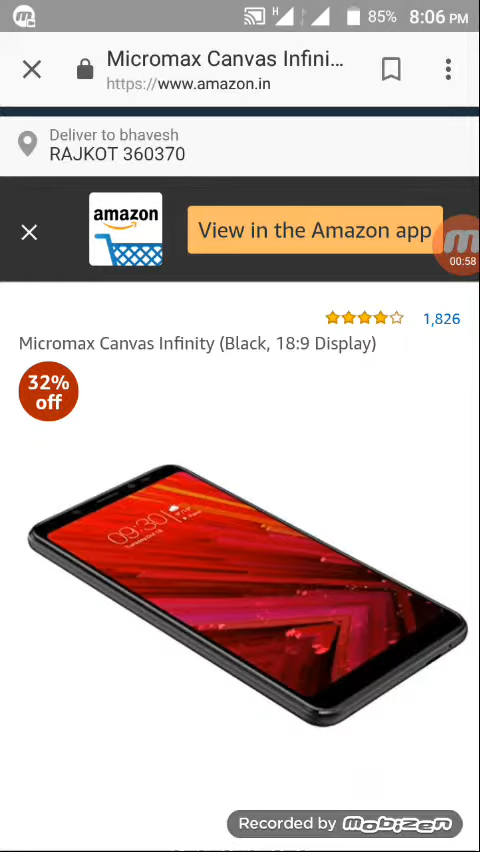 H
85%
8:06 PM
Micromax Canvas Infini...
https://www.amazon.in
Deliver to bhavesh
RAJKOT 360370
amazon
View in the Amazon app
00:58
1,826
Micromax Canvas Infinity (Black, 18:9 Display)
32%
off
09:30
Recorded by mobizen